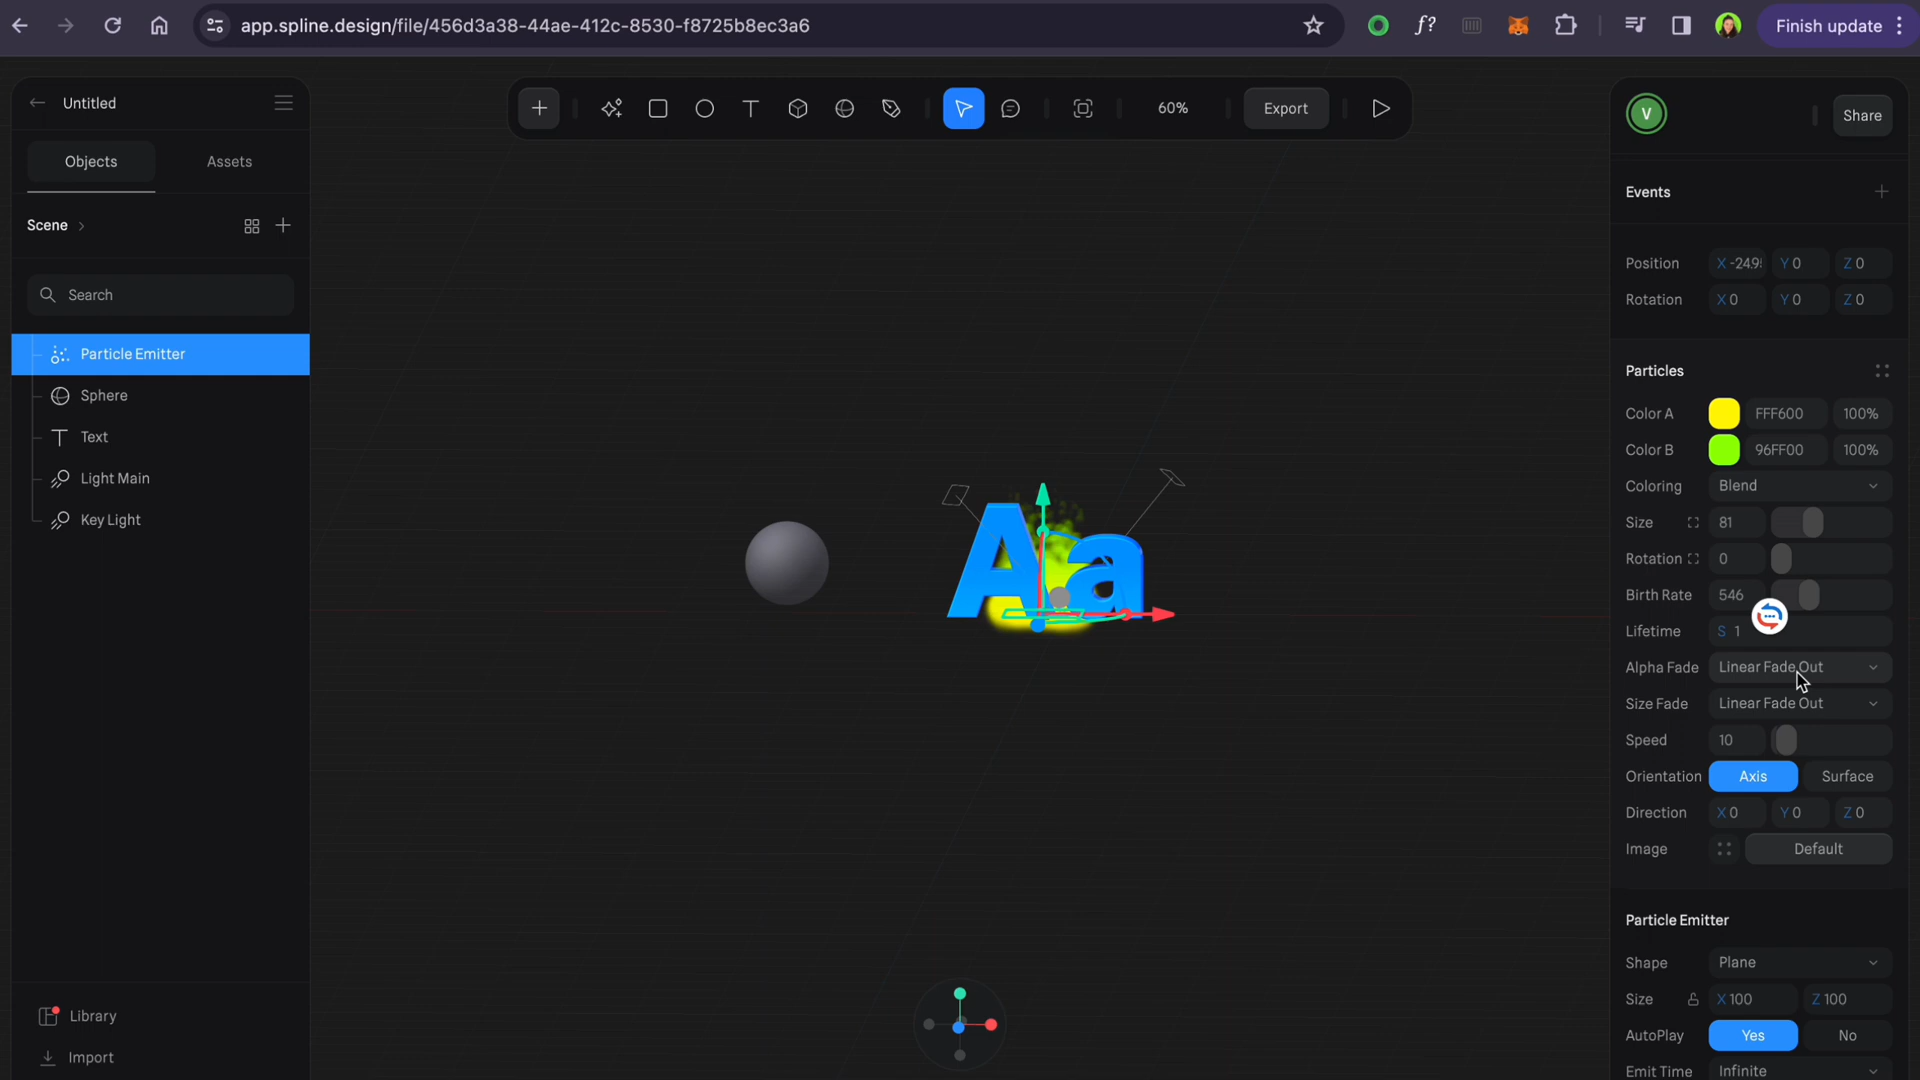 app.spline.design/file/456d3a38-44ae-412c-8530-f8725b8ec3a6
f?
Finish update
Untitled
60%
Export
V
Share
Objects Assets
Scene
Search
Particle Emitter
Sphere
Text
Light Main
Key Light
Library
Import
Aa
Events
Position X -24.9 Y 0 Z 0
Rotation X 0 Y 0 Z 0
Particles
Color A FFF600 100%
Color B 96FF00 100%
Coloring Blend
Size 81
Rotation 0
Birth Rate 546
Lifetime S 1
Alpha Fade Linear Fade Out
Size Fade Linear Fade Out
Speed 10
Orientation Axis Surface
Direction X 0 Y 0 Z 0
Image Default
Particle Emitter
Shape Plane
Size X 100 Z 100
AutoPlay Yes No
Emit Time Infinite